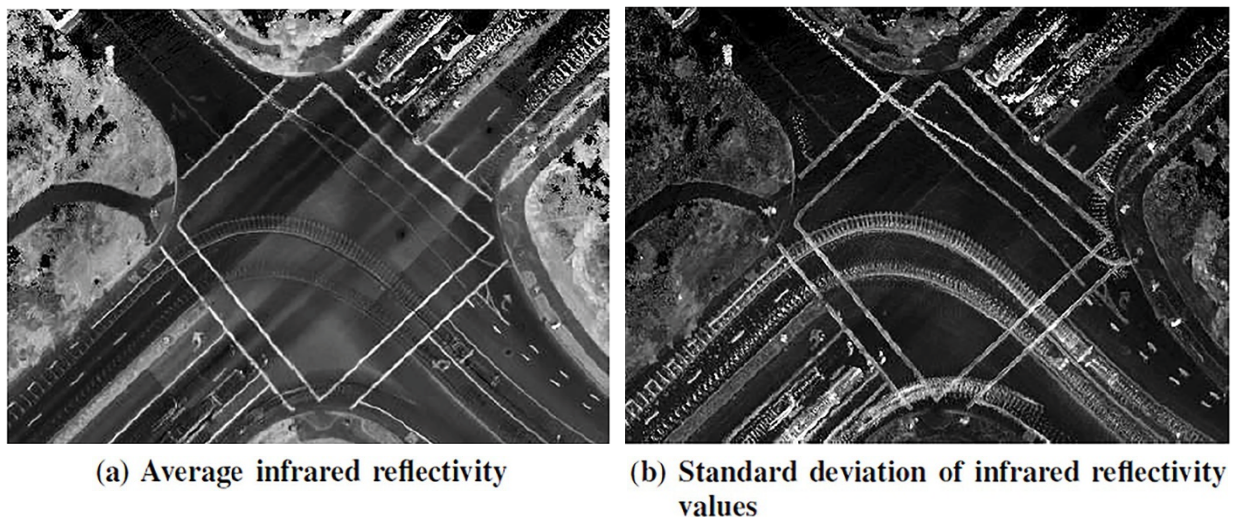 (a) Average infrared reflectivity
(b) Standard deviation of infrared reflectivity
values